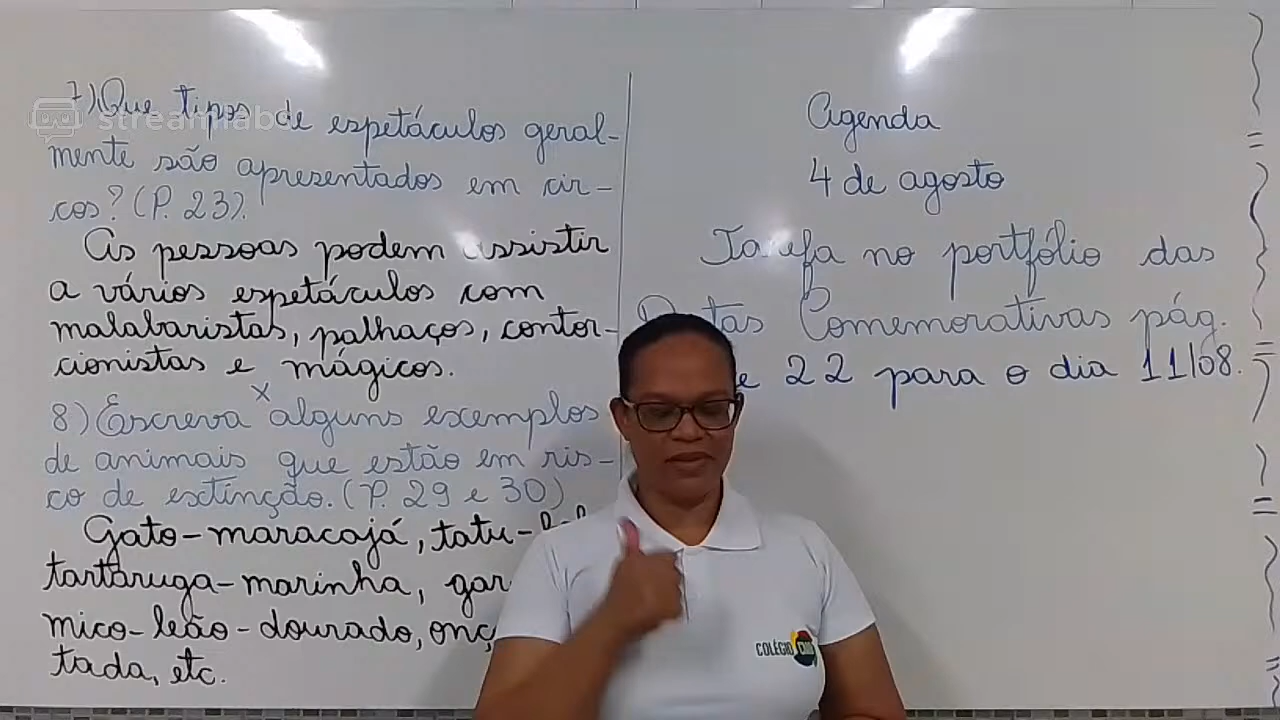 7) Que tipos de espetáculos geral-
mente são apresentados em cir-
cos? (P. 23).
As pessoas podem assistir
a vários espetáculos com
malabaristas, palhaços, contor-
cionistas e mágicos.
x
8) Escreva alguns exemplos
de animais que estão em ris-
co de extinção. (P. 29 e 30)
Gato-maracajá, tatu-
tartaruga-marinha, gar
mico-leão-dourado, onç
tada, etc.
Agenda
4 de agosto
Tarefa no portfólio das
Datas Comemorativas pág.
e 22 para o dia 11/08.
streamlabs
COLÉGIO